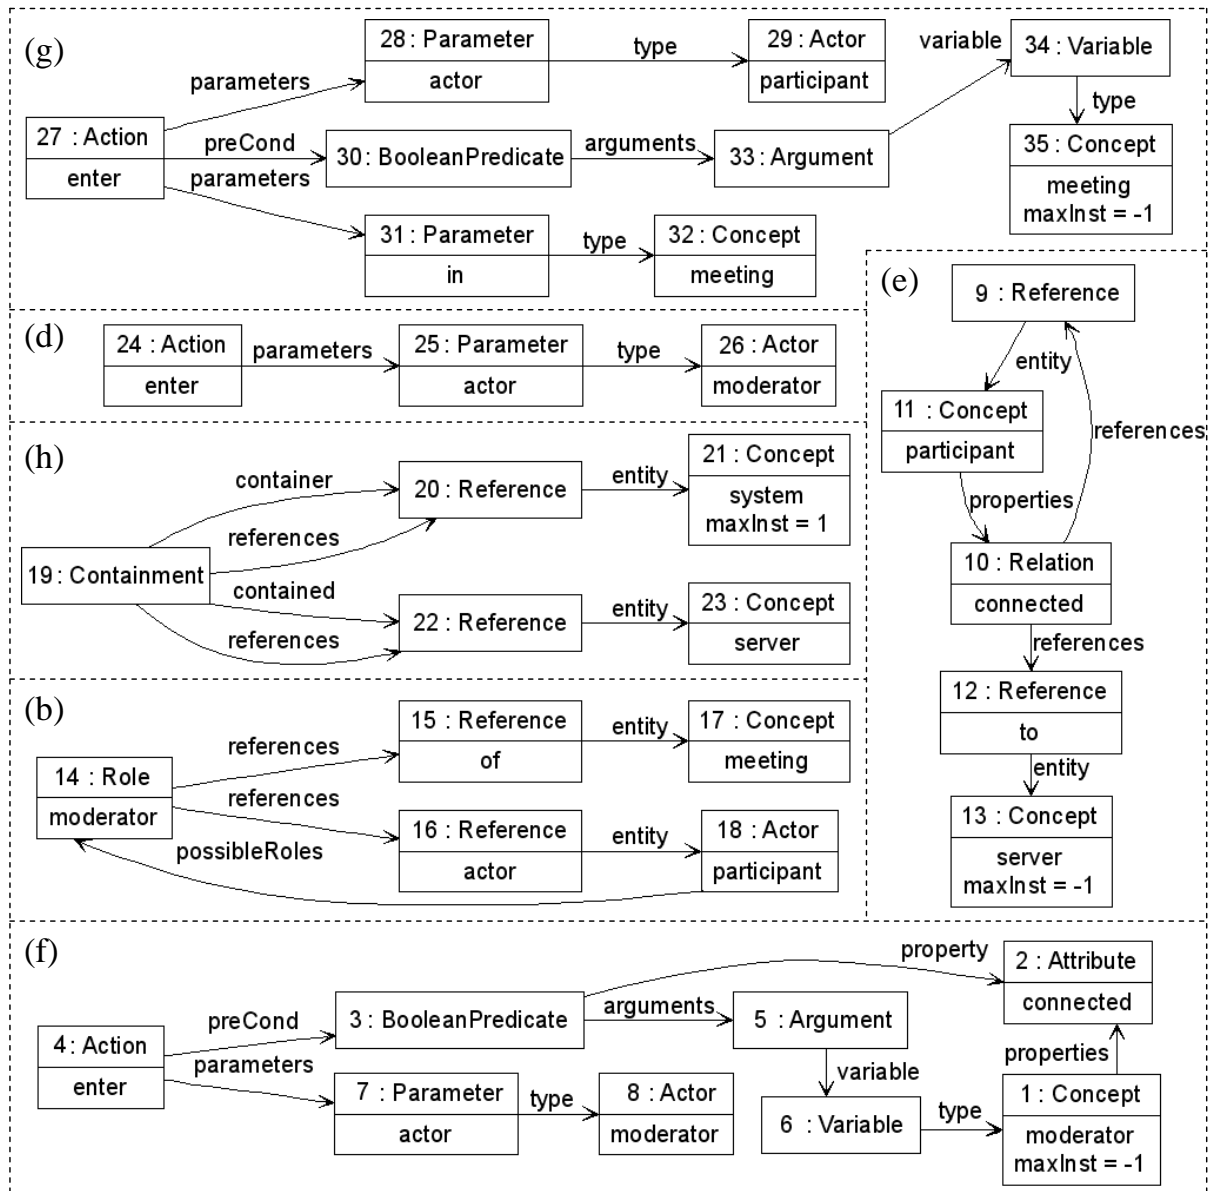 (g)
28 : Parameter
actor
type
29 : Actor
participant
variable
34 : Variable
type
35 : Concept
meeting
maxInst = -1
parameters
27 : Action
enter
preCond
parameters
30: BooleanPredicate
arguments
33 : Argument
31 : Parameter
in
type
32 : Concept
meeting
(e)
9 : Reference
entity
11 : Concept
participant
references
properties
10 : Relation
connected
references
12 : Reference
to
entity
13 : Concept
server
maxInst = -1
(d)
24 : Action
enter
parameters
25 : Parameter
actor
type
26 : Actor
moderator
(h)
container
20 : Reference
entity
21 : Concept
system
maxInst = 1
references
19 : Containment
contained
22 : Reference
entity
23 : Concept
server
references
(b)
15 : Reference
of
entity
17 : Concept
meeting
references
14 : Role
moderator
references
16 : Reference
actor
entity
18 : Actor
participant
possibleRoles
(f)
property
2 : Attribute
connected
preCond
3 : BooleanPredicate
arguments
5 : Argument
4: Action
enter
parameters
properties
7 : Parameter
actor
type
8 : Actor
moderator
variable
6 : Variable
type
1 : Concept
moderator
maxInst = -1